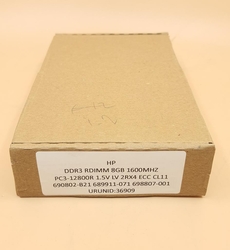 HP
DDR3 RDIMM 8GB 1600MHZ
PC3-12800R 1.5V LV 2RX4 ECC CL11
690802-B21 689911-071 698807-001
URUNID:36909